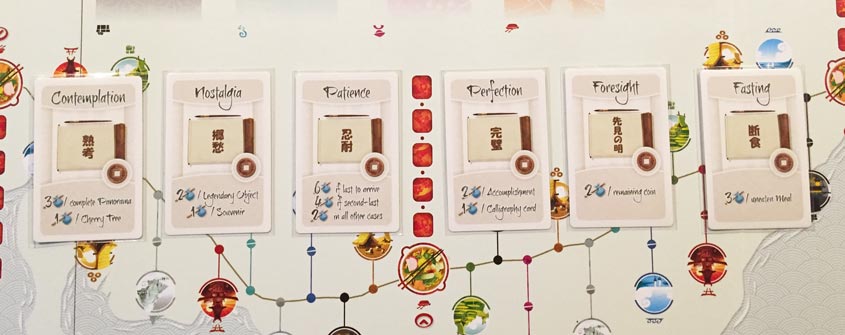 Contemplation
熟考
3 / complete Panorama
1 / Cherry Tree
Nostalgia
郷愁
2 / Legendary Object
1 / Souvenir
Patience
忍耐
6 if last to arrive
4 if second-last
2 in all other cases
Perfection
完璧
2 / Accomplishment
1 / Calligraphy card
Foresight
先見の明
2 / remaining coin
Fasting
断食
3 / uneaten Meal